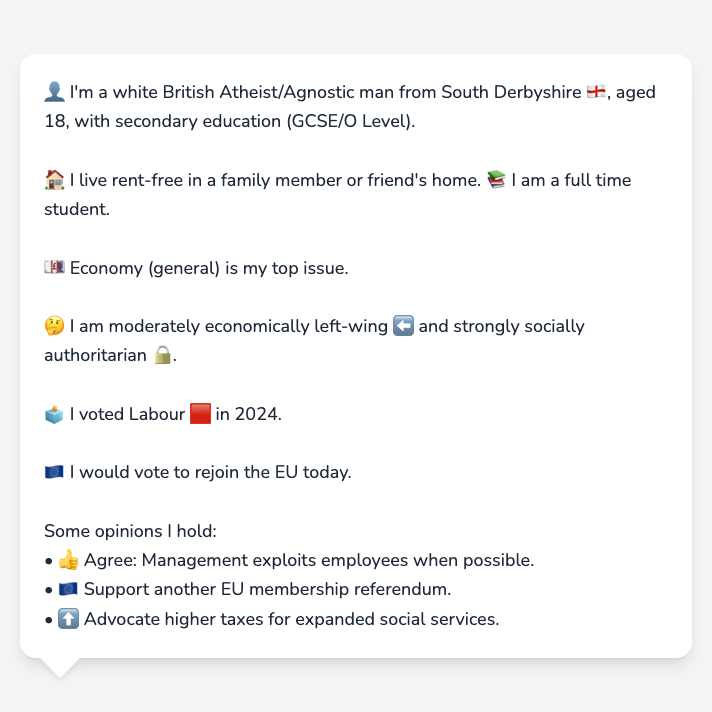 👤 I'm a white British Atheist/Agnostic man from South Derbyshire 🏴󠁧󠁢󠁥󠁮󠁧󠁿, aged
18, with secondary education (GCSE/O Level).
🏠 I live rent-free in a family member or friend's home. 📚 I am a full time
student.
💷 Economy (general) is my top issue.
🤔 I am moderately economically left-wing ⬅️ and strongly socially
authoritarian 🔒.
🗳️ I voted Labour 🟥 in 2024.
🇪🇺 I would vote to rejoin the EU today.
Some opinions I hold:
• 👍 Agree: Management exploits employees when possible.
• 🇪🇺 Support another EU membership referendum.
• ⬆️ Advocate higher taxes for expanded social services.